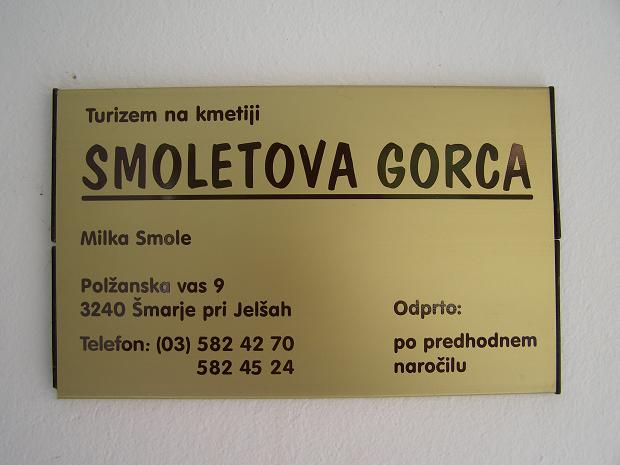 Turizem na kmetiji
SMOLETOVA GORCA
Milka Smole
Polžanska vas 9
3240 Šmarje pri Jelšah
Telefon: (03) 582 42 70
582 45 24
Odprto:
po predhodnem
naročilu